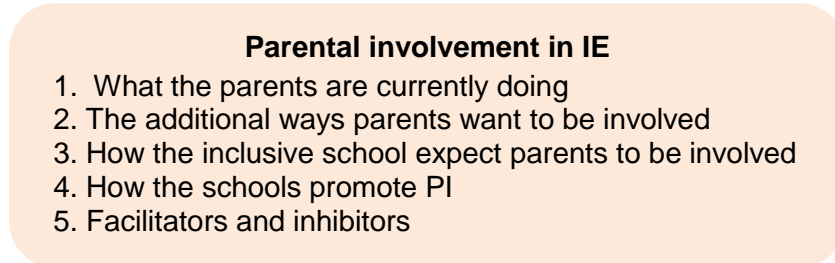 Parental involvement in IE
1. What the parents are currently doing
2. The additional ways parents want to be involved
3. How the inclusive school expect parents to be involved
4. How the schools promote PI
5. Facilitators and inhibitors